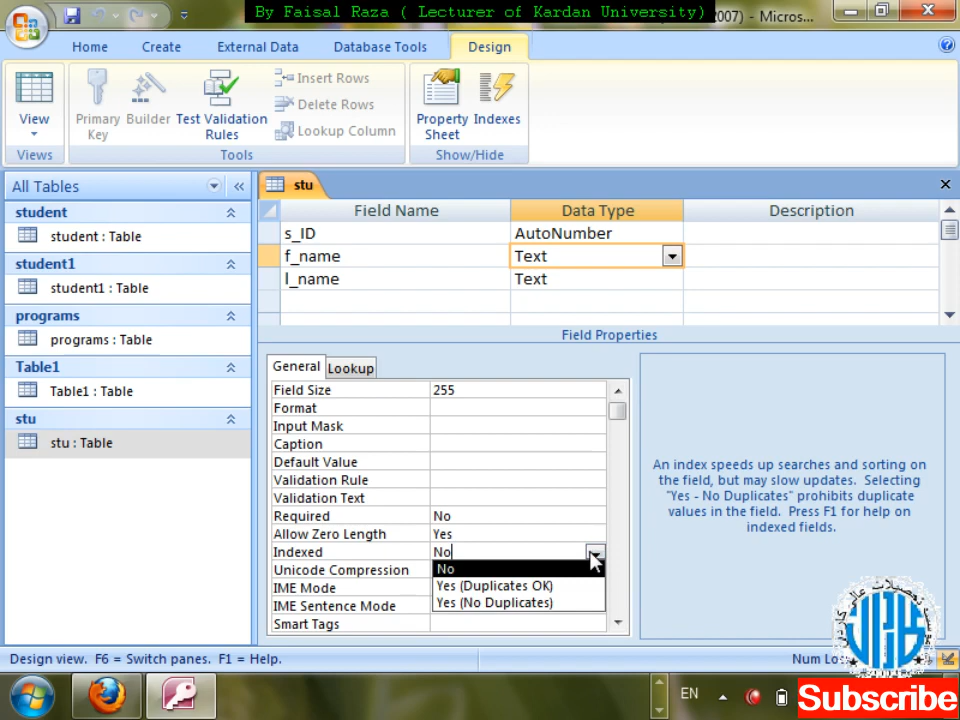 By Faisal Raza ( Lecturer of Kardan University)
2007) - Micros...
Home
Create
External Data
Database Tools
Design
View
Views
Primary
Key
Builder
Test Validation
Rules
Insert Rows
Delete Rows
Lookup Column
Tools
Property
Sheet
Indexes
Show/Hide
All Tables
student
student : Table
student1
student1 : Table
programs
programs : Table
Table1
Table1 : Table
stu
stu : Table
stu
Field Name Data Type Description
s_ID AutoNumber
f_name Text
l_name Text
Field Properties
General Lookup
Field Size 255
Format
Input Mask
Caption
Default Value
Validation Rule
Validation Text
Required No
Allow Zero Length Yes
Indexed No
Unicode Compression
IME Mode
IME Sentence Mode
Smart Tags
No
Yes (Duplicates OK)
Yes (No Duplicates)
An index speeds up searches and sorting on
the field, but may slow updates. Selecting
"Yes - No Duplicates" prohibits duplicate
values in the field. Press F1 for help on
indexed fields.
Design view. F6 = Switch panes. F1 = Help.
Num Lo
EN
Subscribe